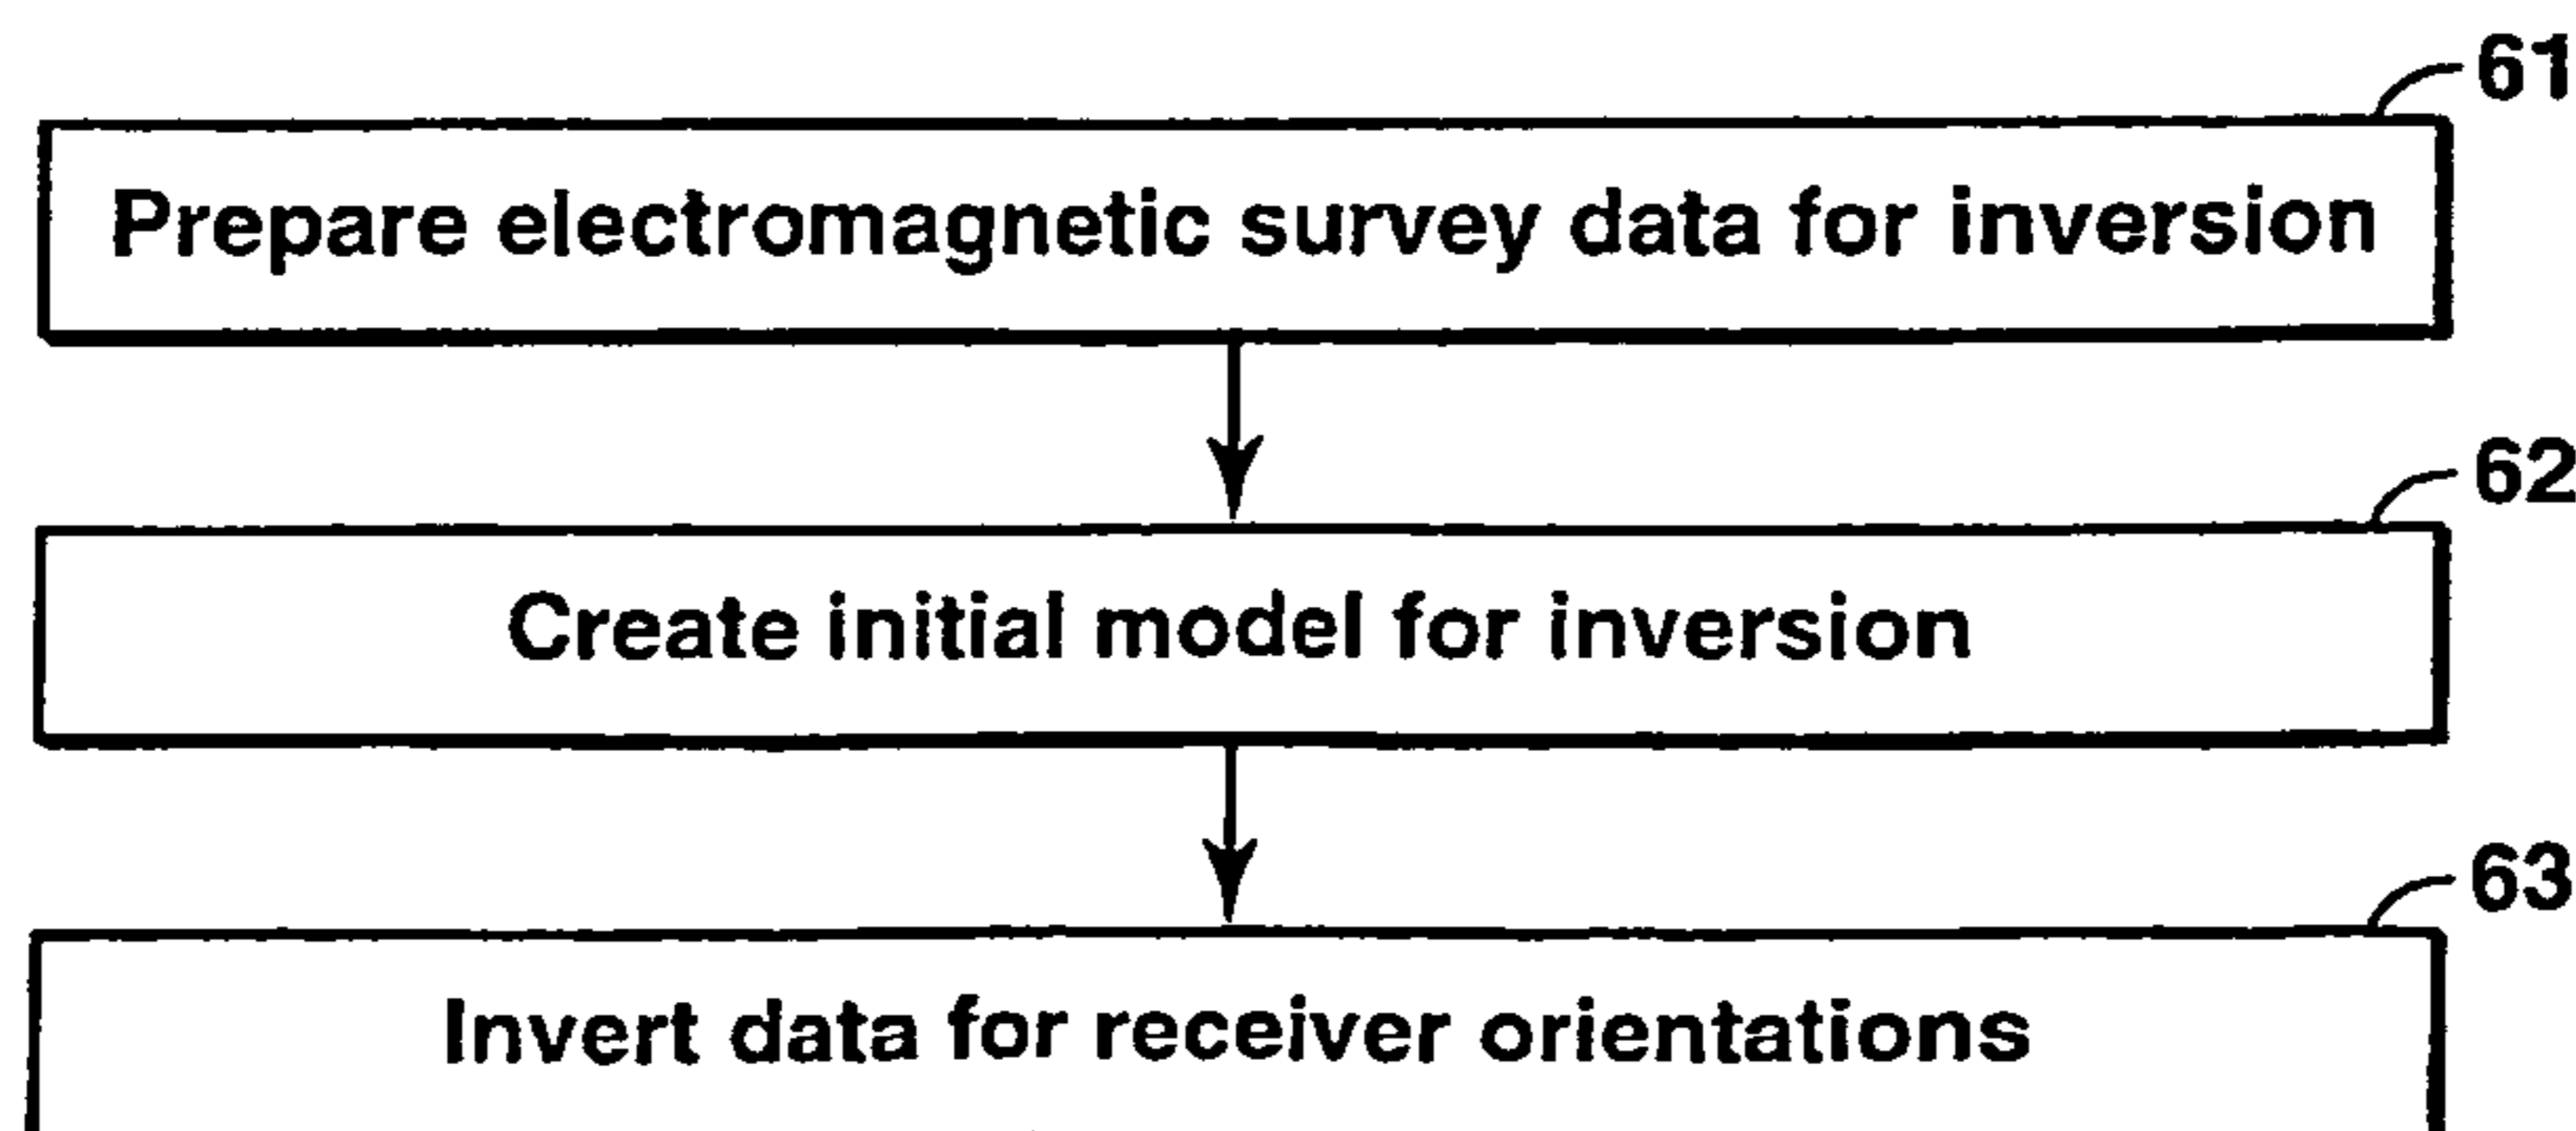 61
Prepare electromagnetic survey data for inversion
62
Create initial model for inversion
63
Invert data for receiver orientations